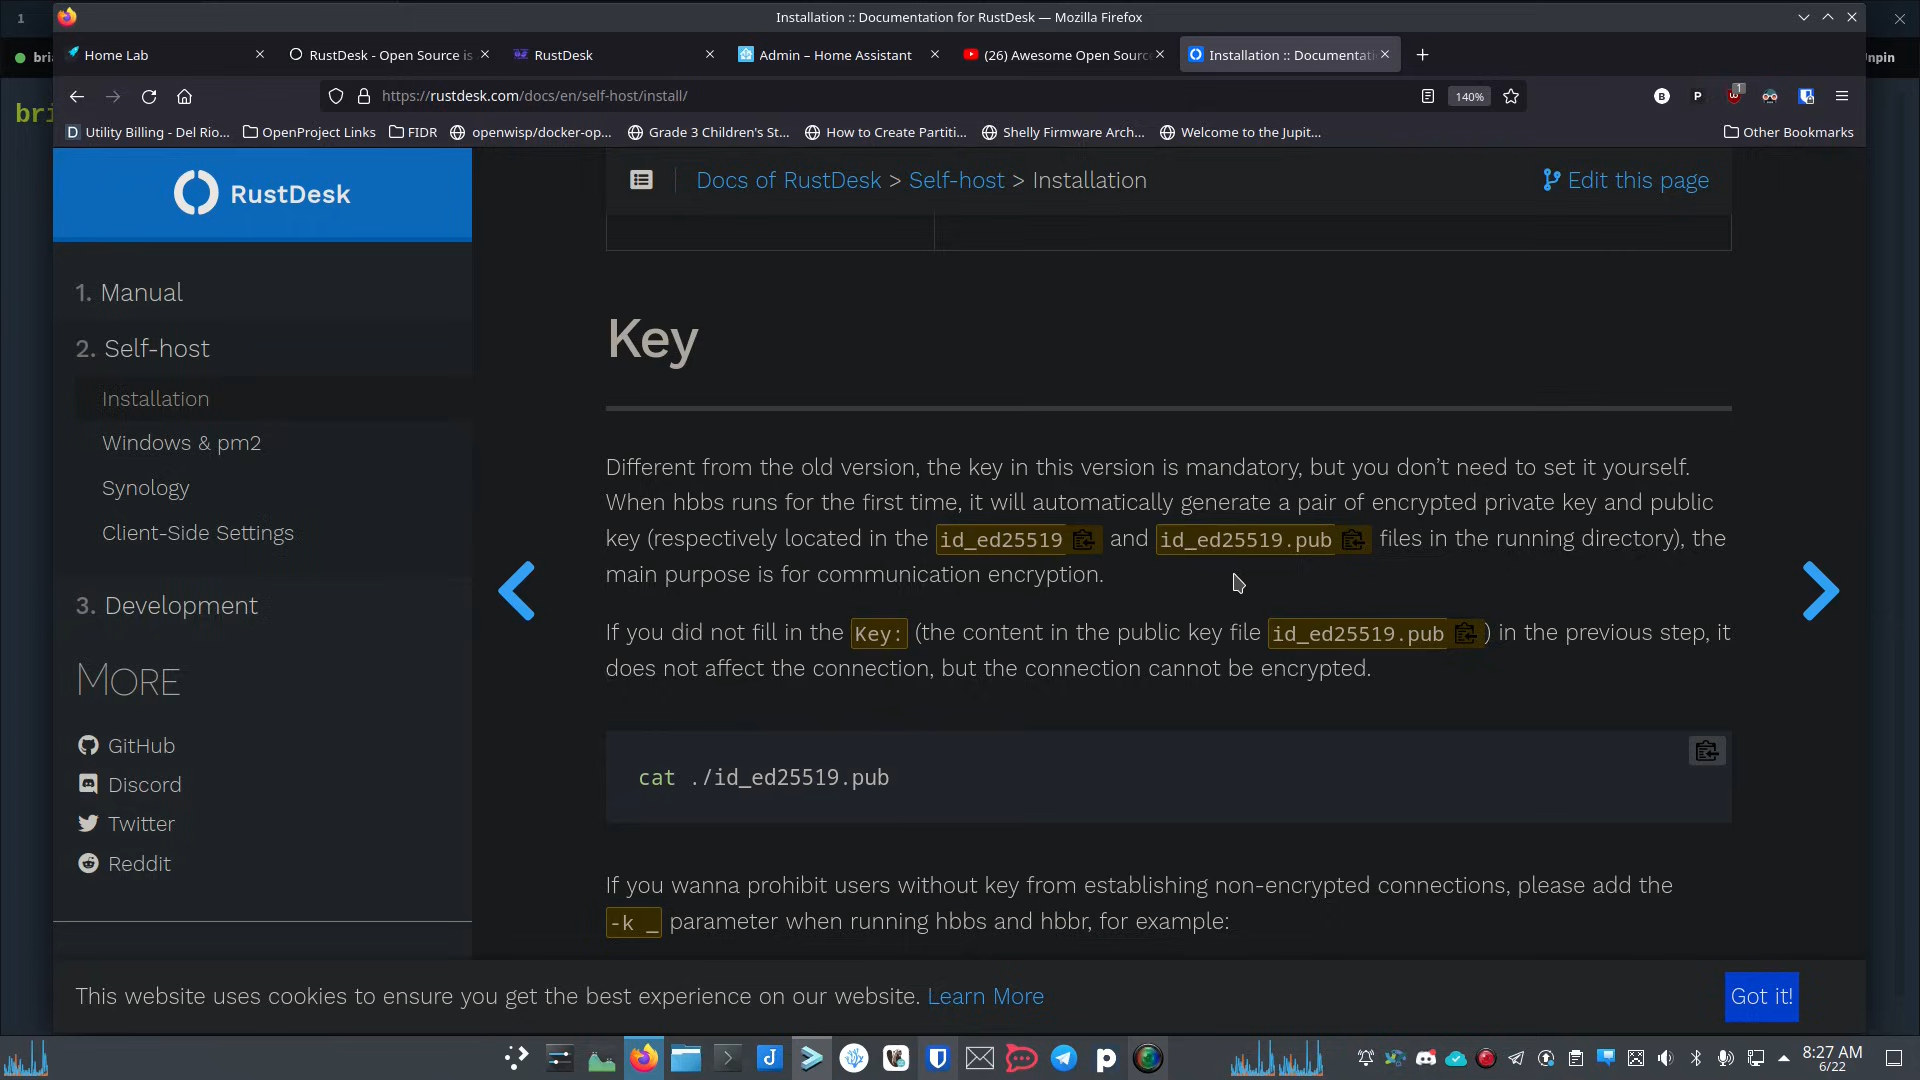 1
Installation :: Documentation for RustDesk — Mozilla Firefox
bri
Home Lab
RustDesk - Open Source is
RustDesk
Admin – Home Assistant
(26) Awesome Open Sourc
Installation :: Documentati
Unpin
bri
https://rustdesk.com/docs/en/self-host/install/
140%
B
P
1
Utility Billing - Del Rio...
OpenProject Links
FIDR
openwisp/docker-op...
Grade 3 Children's St...
How to Create Partiti...
Shelly Firmware Arch...
Welcome to the Jupit...
Other Bookmarks
RustDesk
Docs of RustDesk > Self-host > Installation
Edit this page
1. Manual
2. Self-host
Installation
Windows & pm2
Synology
Client-Side Settings
3. Development
MORE
GitHub
Discord
Twitter
Reddit
Key
Different from the old version, the key in this version is mandatory, but you don’t need to set it yourself.
When hbbs runs for the first time, it will automatically generate a pair of encrypted private key and public
key (respectively located in the id_ed25519 and id_ed25519.pub files in the running directory), the
main purpose is for communication encryption.
If you did not fill in the Key: (the content in the public key file id_ed25519.pub ) in the previous step, it
does not affect the connection, but the connection cannot be encrypted.
cat ./id_ed25519.pub
If you wanna prohibit users without key from establishing non-encrypted connections, please add the
-k _ parameter when running hbbs and hbbr, for example:
This website uses cookies to ensure you get the best experience on our website. Learn More
Got it!
8:27 AM
6/22